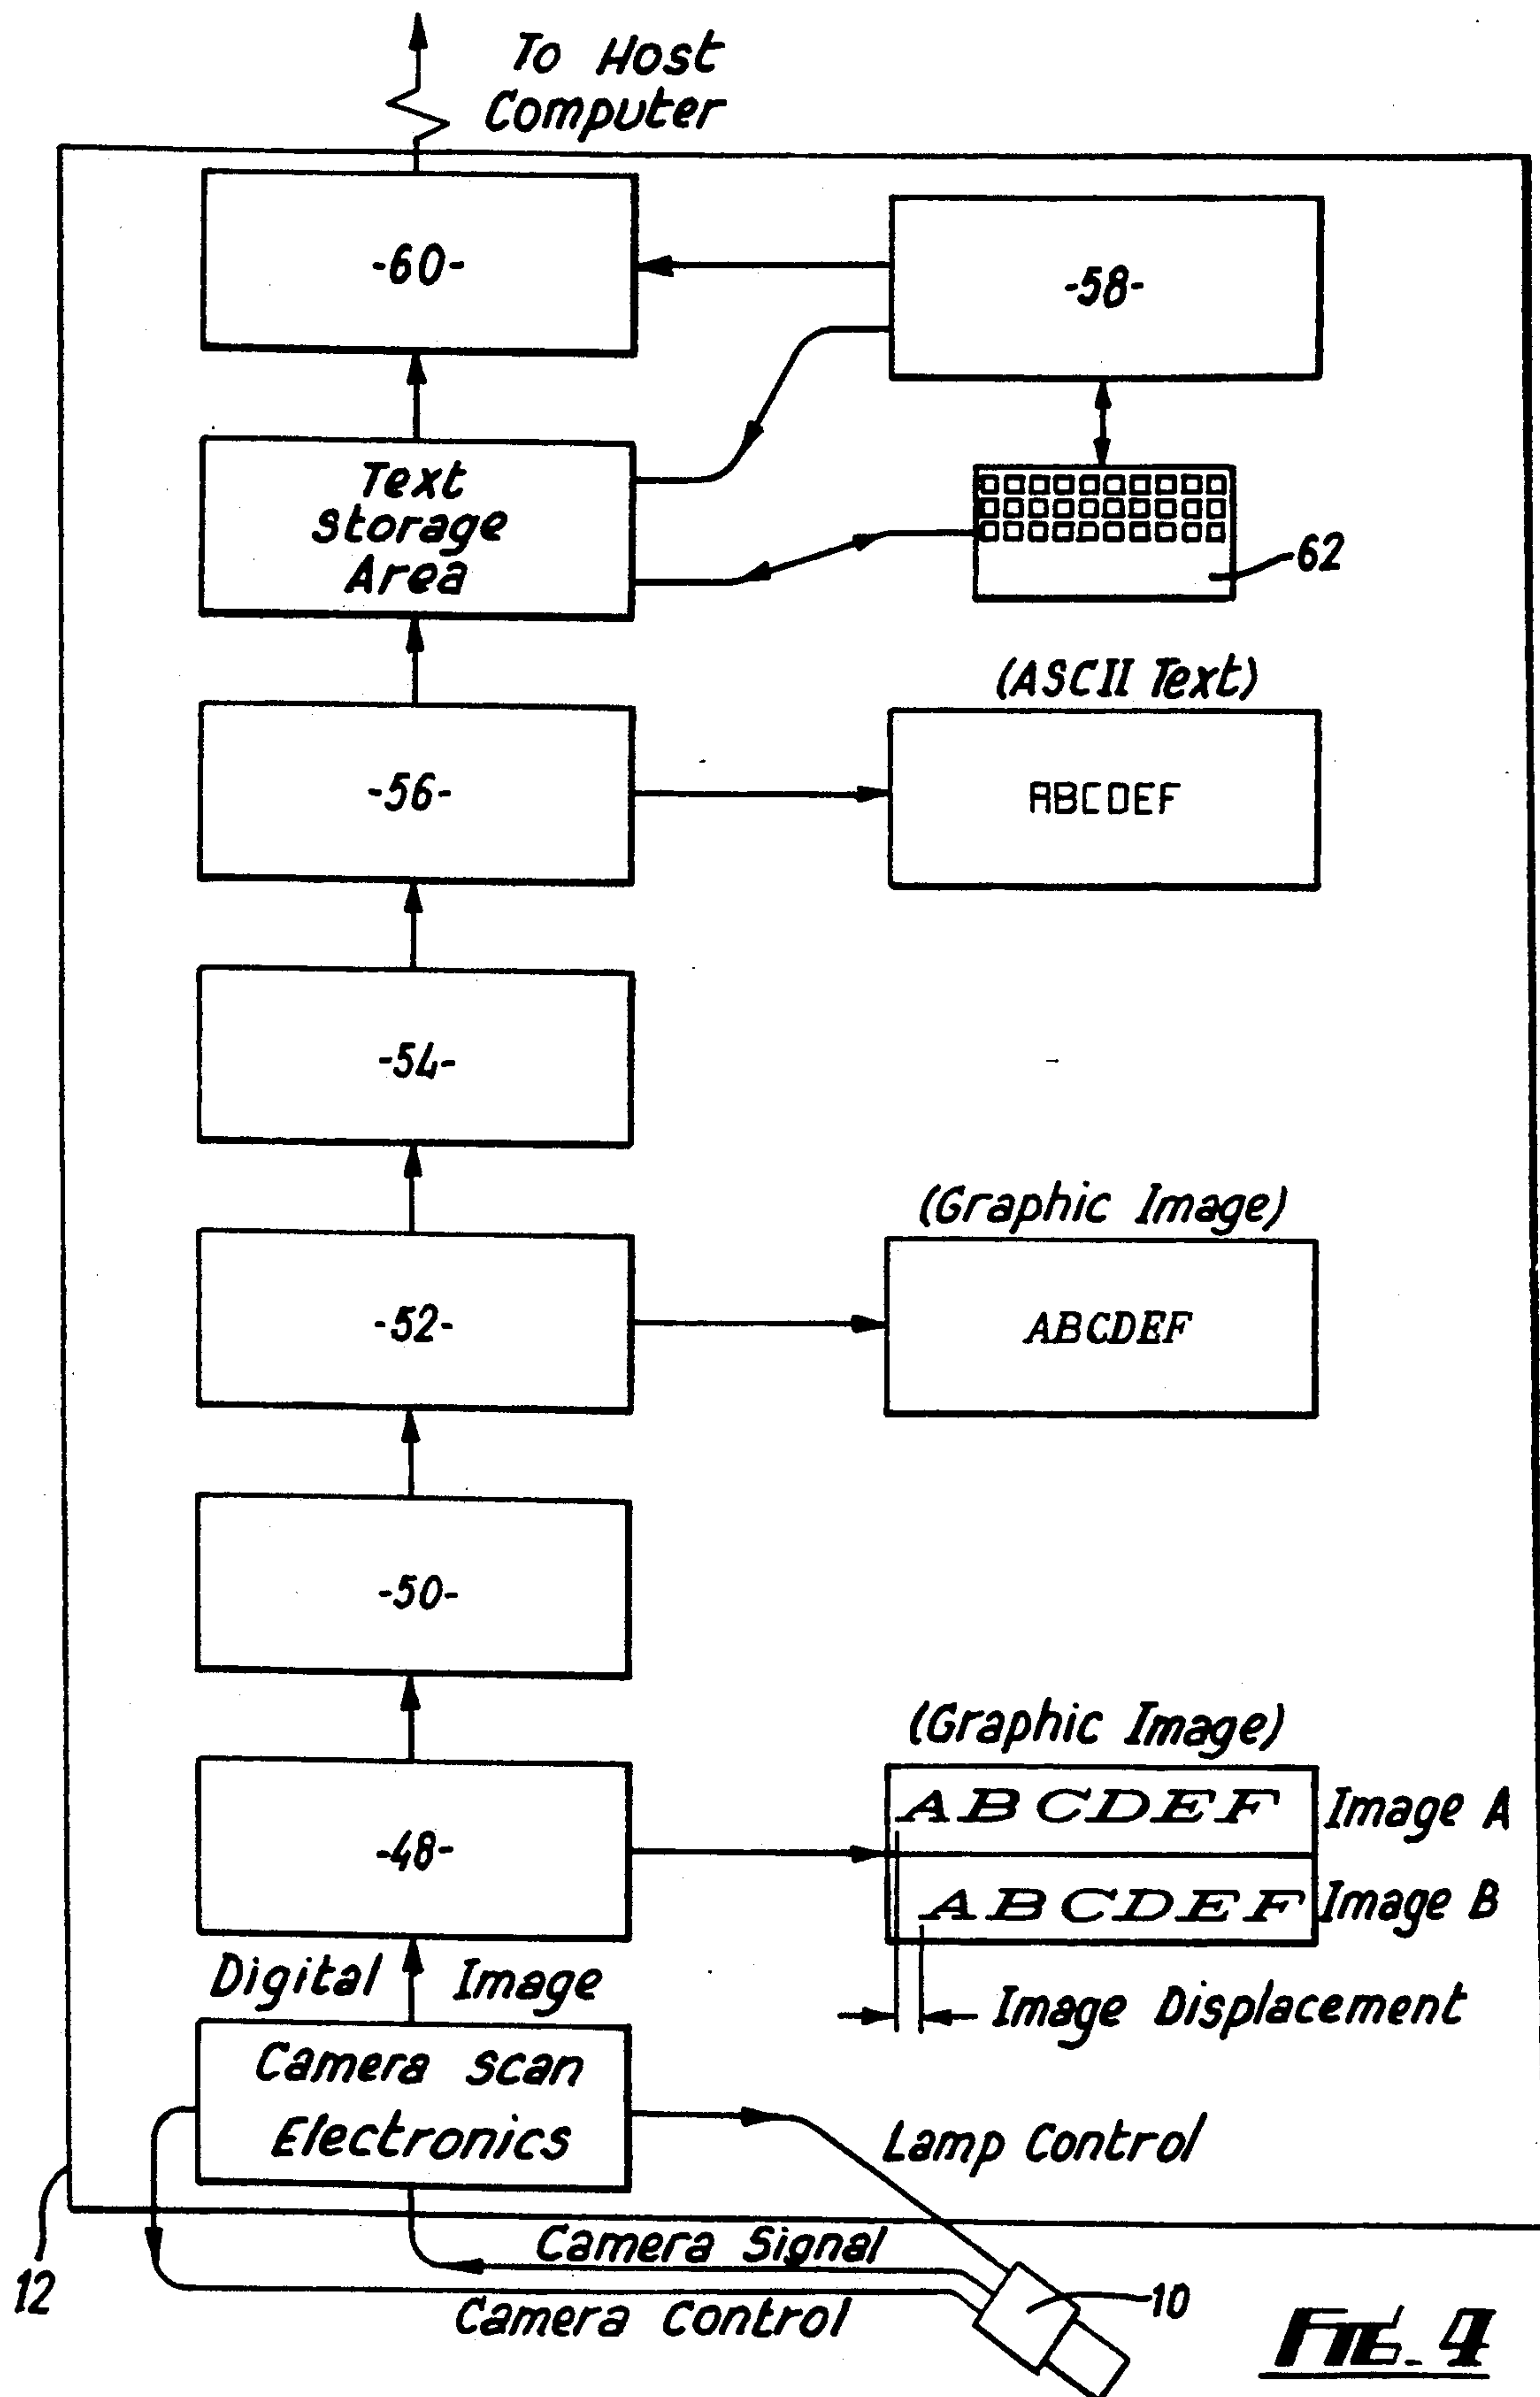 To Host
Computer
-60-
-58-
Text
storage
Area
62
(ASCII Text)
-56-
ABCDEF
-54-
(Graphic Image)
-52-
ABCDEF
-50-
(Graphic Image)
-48-
ABCDEF
Image A
ABCDEF
Image B
Digital Image
Image Displacement
Camera scan
Electronics
Lamp Control
12
Camera Signal
Camera Control
10
FIG. 4